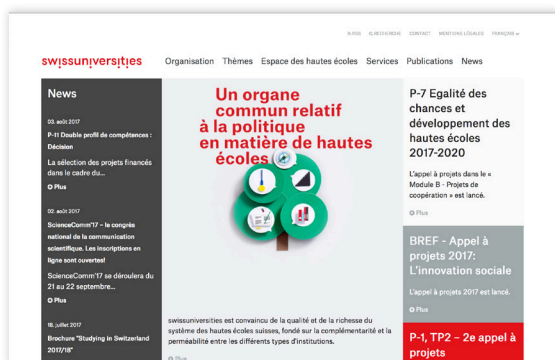 RSS RECHERCHE CONTACT MENTIONS LÉGALES FRANÇAIS
swissuniversities
Organisation Thèmes Espace des hautes écoles Services Publications News
News
03. août 2017
P-11 Double profil de compétences :
Décision
La sélection des projets financés
dans le cadre du...
Plus
02. août 2017
ScienceComm'17 – le congrès
national de la communication
scientifique. Les inscriptions en
ligne sont ouvertes!
ScienceComm'17 se déroulera du
21 au 22 septembre...
Plus
18. juillet 2017
Brochure "Studying in Switzerland
2017/18"
Un organe
commun relatif
à la politique
en matière de hautes
écoles
swissuniversities est convaincu de la qualité et de la richesse du
système des hautes écoles suisses, fondé sur la complémentarité et la
perméabilité entre les différents types d'institutions.
Plus
P-7 Egalité des
chances et
développement des
hautes écoles
2017-2020
L'appel à projets dans le «
Module B - Projets de
coopération » est lancé.
Plus
BREF - Appel à
projets 2017:
L'innovation sociale
L'appel à projets 2017 est lancé.
Plus
P-1, TP2 – 2e appel à
projets